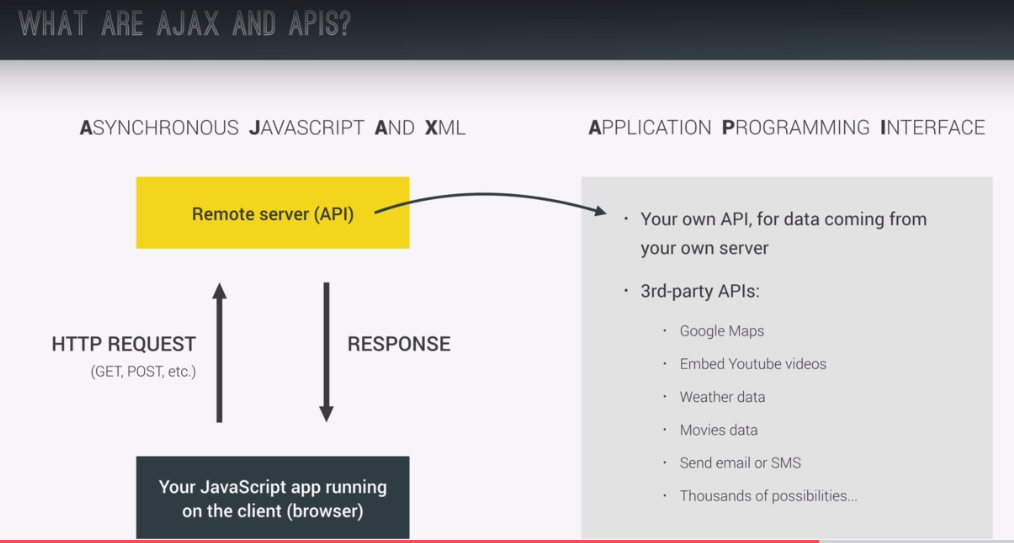 WHAT ARE AJAX AND APIS?
ASYNCHRONOUS JAVASCRIPT AND XML
Remote server (API)
HTTP REQUEST
(GET, POST, etc.)
RESPONSE
Your JavaScript app running
on the client (browser)
APPLICATION PROGRAMMING INTERFACE
· Your own API, for data coming from
your own server
· 3rd-party APIs:
· Google Maps
· Embed Youtube videos
· Weather data
· Movies data
· Send email or SMS
· Thousands of possibilities...